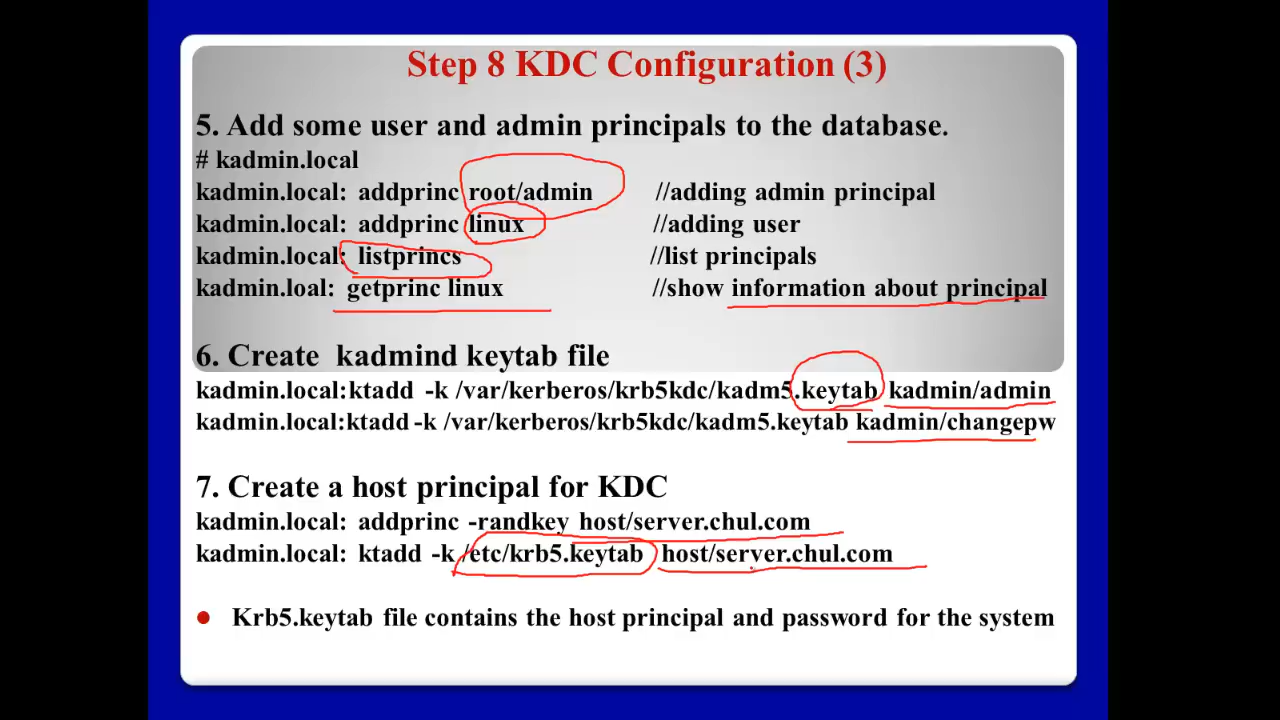 Step 8 KDC Configuration (3)
5. Add some user and admin principals to the database.
# kadmin.local
kadmin.local: addprinc root/admin //adding admin principal
kadmin.local: addprinc linux //adding user
kadmin.local: listprincs //list principals
kadmin.loal: getprinc linux //show information about principal
6. Create kadmind keytab file
kadmin.local:ktadd -k /var/kerberos/krb5kdc/kadm5.keytab kadmin/admin
kadmin.local:ktadd -k /var/kerberos/krb5kdc/kadm5.keytab kadmin/changepw
7. Create a host principal for KDC
kadmin.local: addprinc -randkey host/server.chul.com
kadmin.local: ktadd -k /etc/krb5.keytab host/server.chul.com
• Krb5.keytab file contains the host principal and password for the system